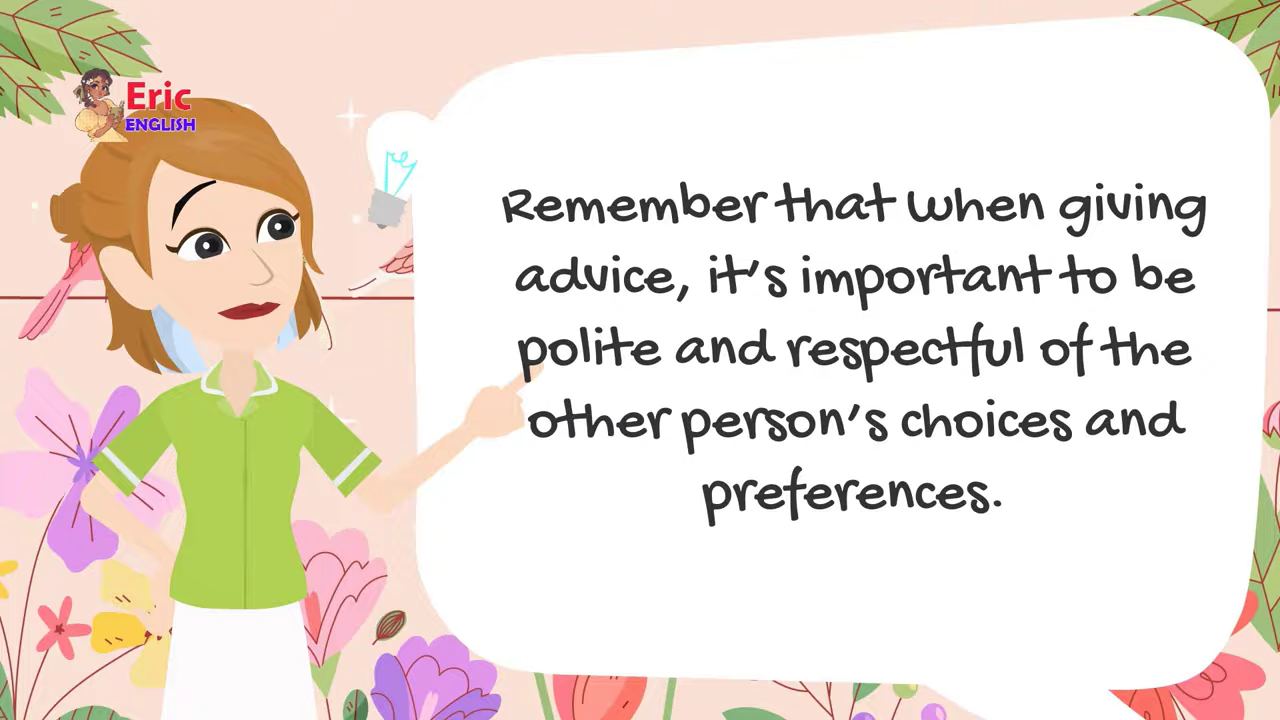 Eric
ENGLISH
Remember that when giving
advice, it's important to be
polite and respectful of the
other person's choices and
preferences.